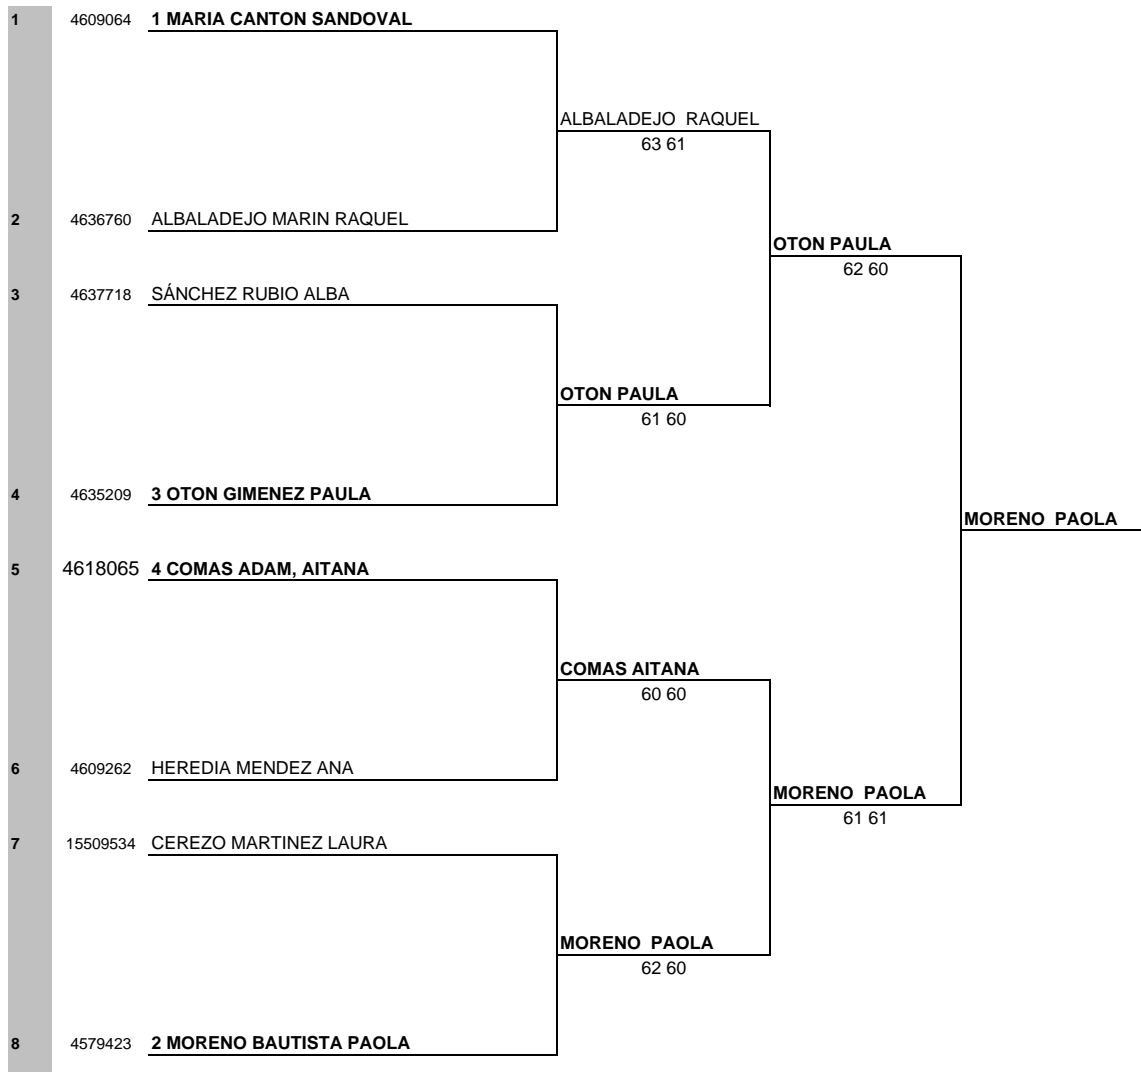 1 4609064 1 MARIA CANTON SANDOVAL
ALBALADEJO RAQUEL
63 61
2 4636760 ALBALADEJO MARIN RAQUEL
OTON PAULA
62 60
3 4637718 SÁNCHEZ RUBIO ALBA
OTON PAULA
61 60
4 4635209 3 OTON GIMENEZ PAULA
MORENO PAOLA
5 4618065 4 COMAS ADAM, AITANA
COMAS AITANA
60 60
6 4609262 HEREDIA MENDEZ ANA
MORENO PAOLA
61 61
7 15509534 CEREZO MARTINEZ LAURA
MORENO PAOLA
62 60
8 4579423 2 MORENO BAUTISTA PAOLA